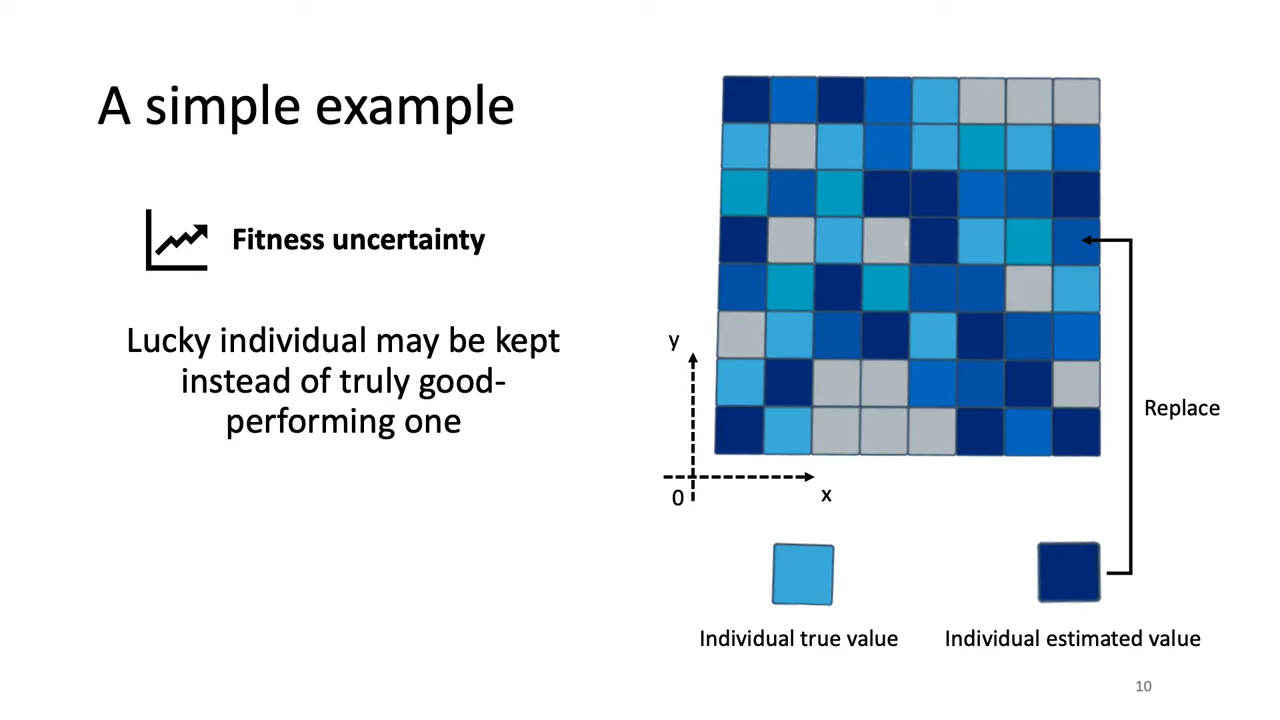 A simple example
Fitness uncertainty
Lucky individual may be kept
instead of truly good-
performing one
y
0
x
Replace
Individual true value
Individual estimated value
10